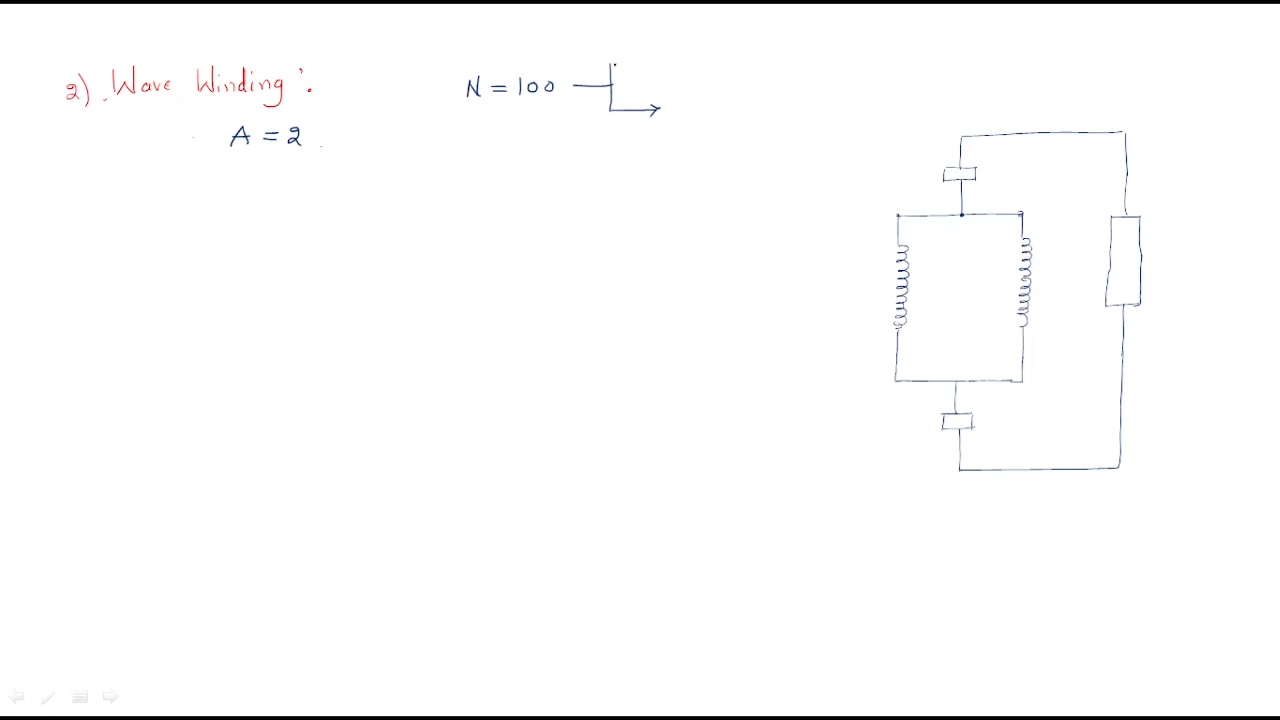 2) Wave Winding :
N = 100
A = 2